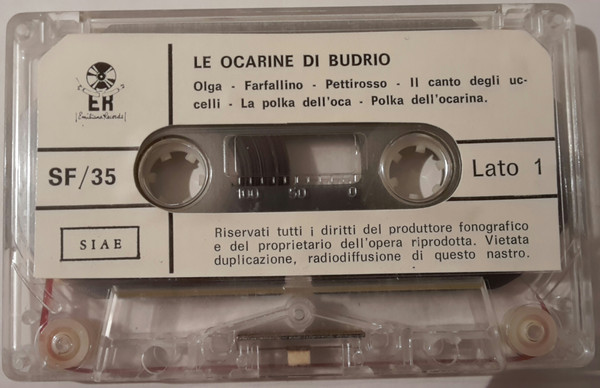 LE OCARINE DI BUDRIO
Olga - Farfallino - Pettirosso - Il canto degli uc-
celli - La polka dell'oca - Polka dell'ocarina.
ER
Emiliana Records
SF/35
100 50 0
Lato 1
SIAE
Riservati tutti i diritti del produttore fonografico
e del proprietario dell'opera riprodotta. Vietata
duplicazione, radiodiffusione di questo nastro.